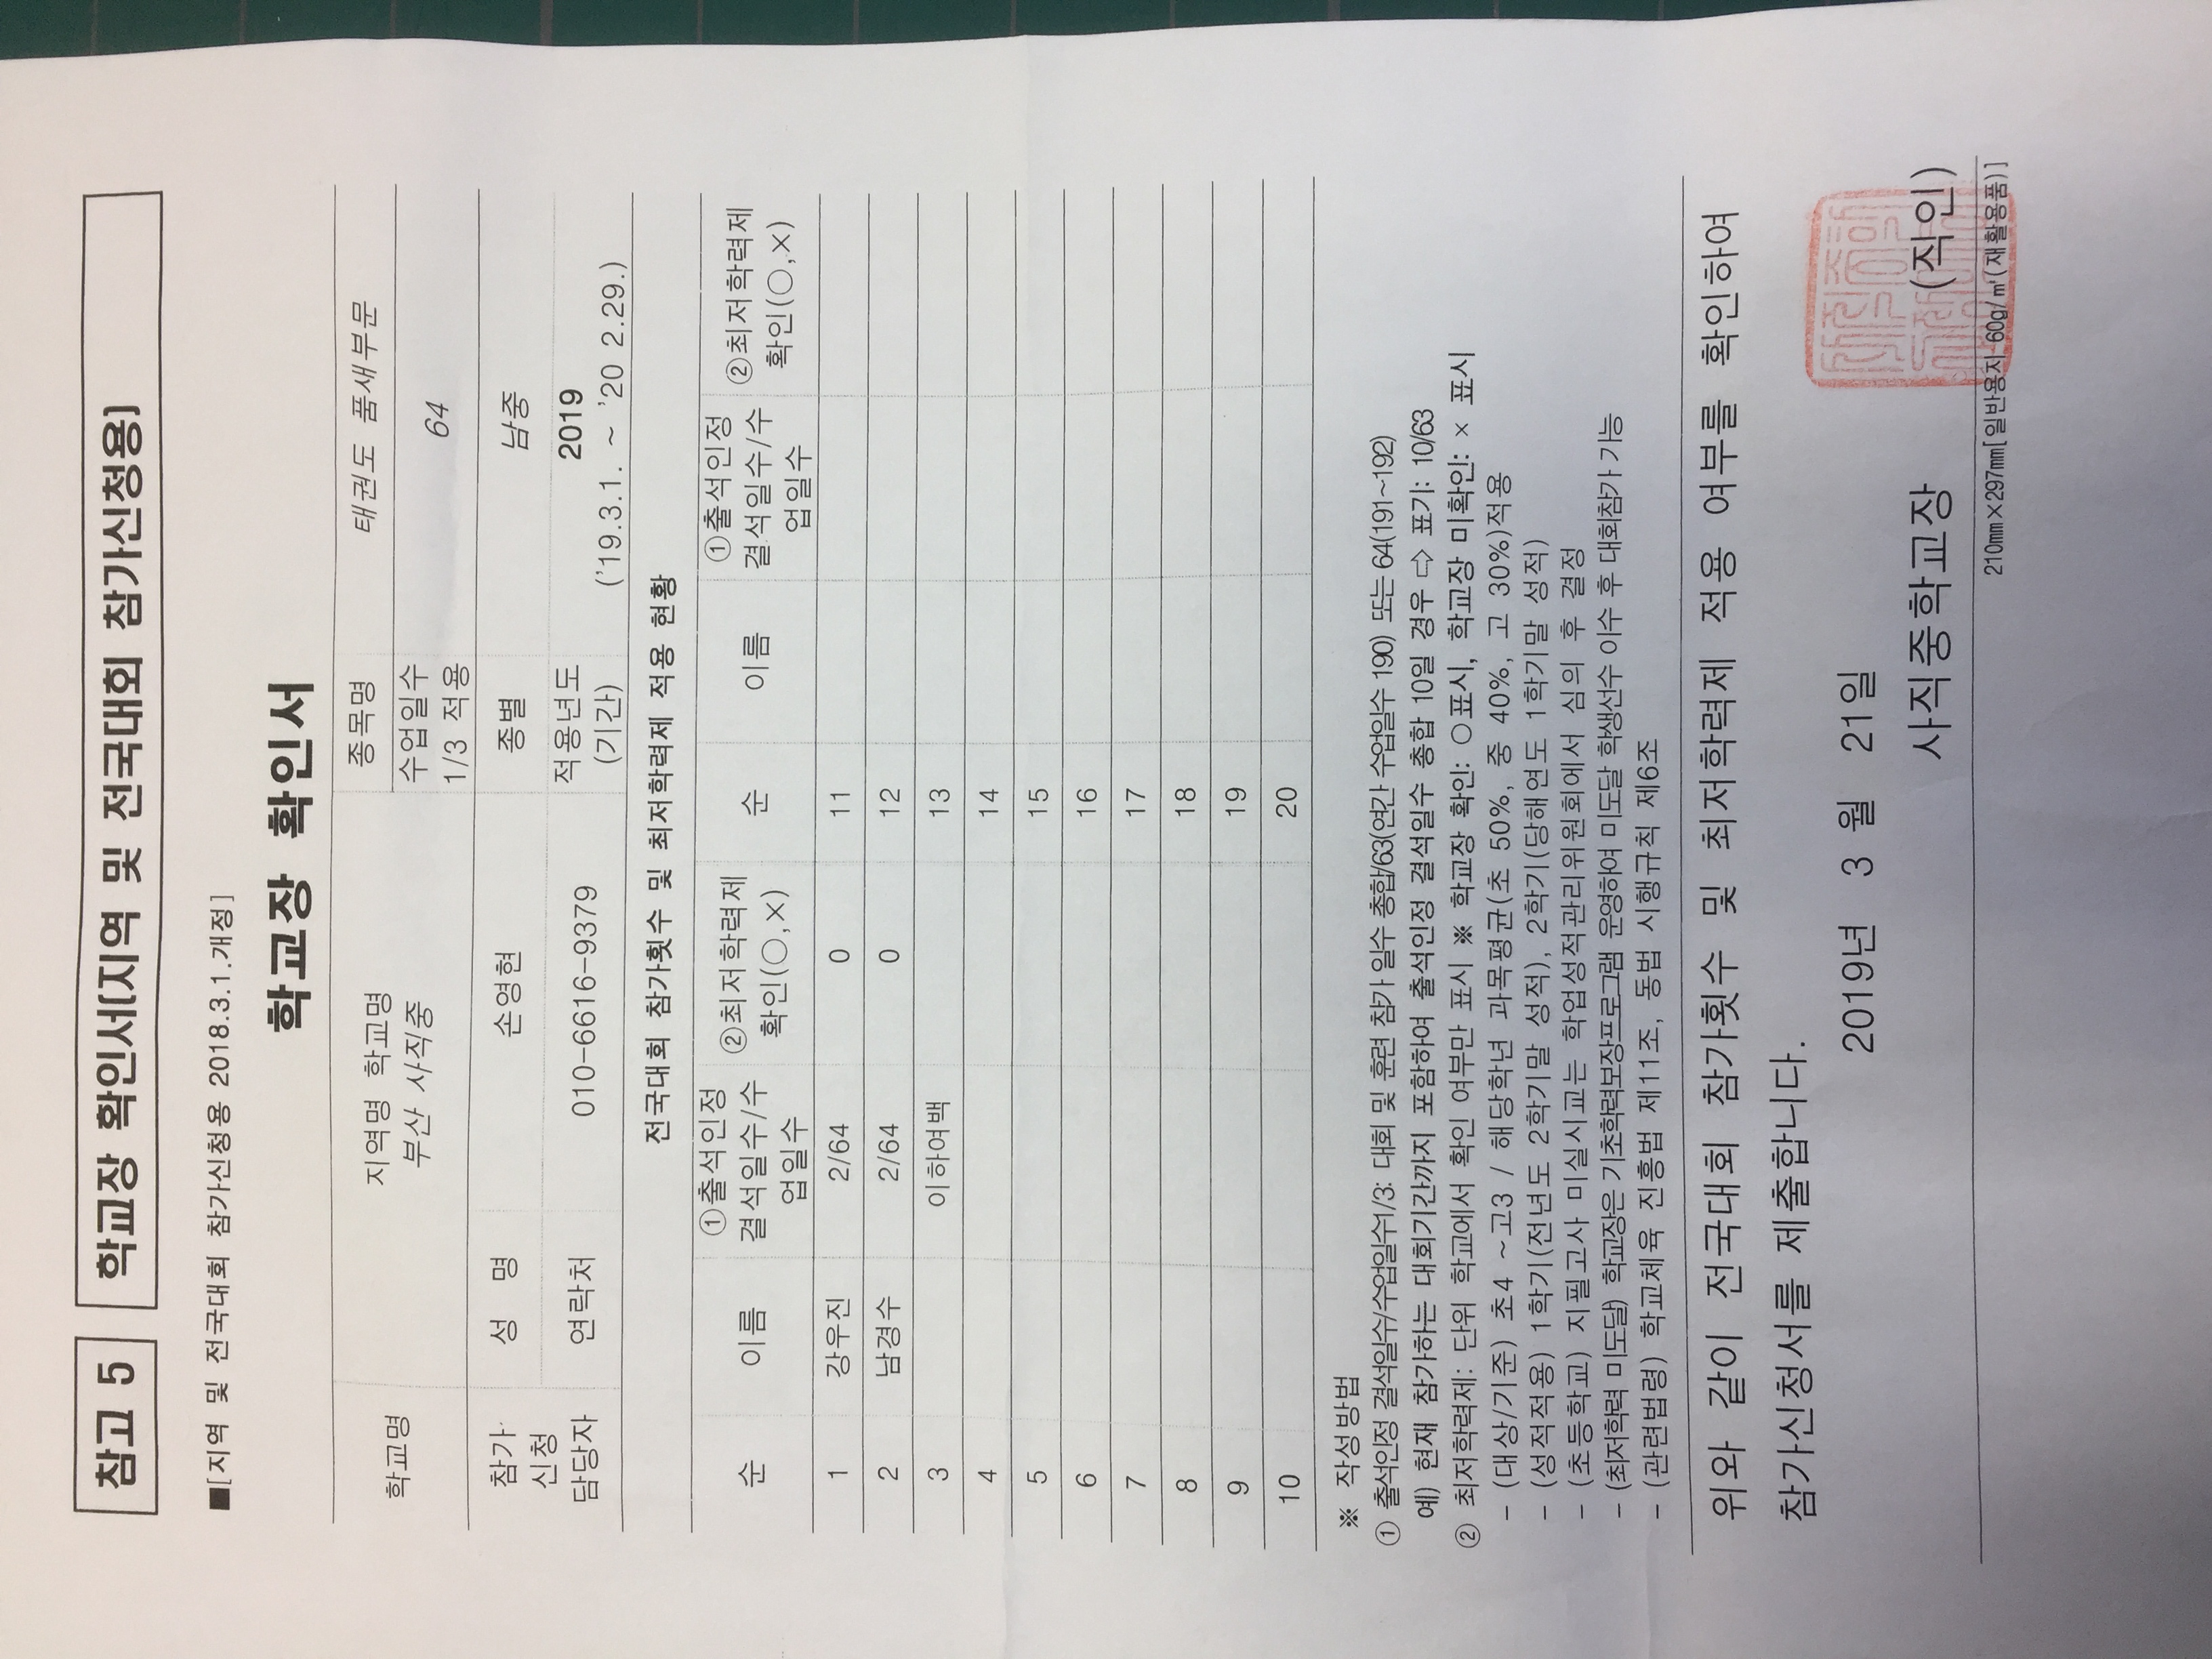 참고 5 학교장 확인서(지역 및 전국대회 참가신청용)
■[지역 및 전국대회 참가신청용 2018.3.1.개정]
학교장 확인서
학교명 지역명 학교명 종목명 태권도 품새부문
부산 사직중 수업일수 64
1/3 적용
참가 성 명 손영현 종별 남중
신청
담당자 연락처 010-6616-9379 적용년도 2019
(기간) ('19.3.1. ~ '20 2.29.)
전국대회 참가횟수 및 최저학력제 적용 현황
순 이름 ①출석인정 ②최저학력제 순 이름 ①출석인정 ②최저학력제
결석일수/수 확인(○,×) 결석일수/수 확인(○,×)
업일수 업일수
1 강우진 2/64 0 11
2 남경수 2/64 0 12
3 이하여백 13
4 14
5 15
6 16
7 17
8 18
9 19
10 20
※ 작성방법
① 출석인정 결석일수/수업일수1/3: 대회 및 훈련 참가 일수 총합/63(연간 수업일수 190) 또는 64(191~192)
예) 현재 참가하는 대회기간까지 포함하여 출석인정 결석일수 총합 10일 경우 ⇨ 표기: 10/63
② 최저학력제: 단위 학교에서 확인 여부만 표시 ※ 학교장 확인: ○표시, 학교장 미확인: × 표시
- (대상/기준) 초4 ~고3 / 해당학년 과목평균(초 50%, 중 40%, 고 30%)적용
- (성적적용) 1학기(전년도 2학기말 성적), 2학기(당해연도 1학기말 성적)
- (초등학교) 지필고사 미실시교는 학업성적관리위원회에서 심의 후 결정
- (최저학력 미도달) 학교장은 기초학력보장프로그램 운영하여 미도달 학생선수 이수 후 대회참가 가능
- (관련법령) 학교체육 진흥법 제11조, 동법 시행규칙 제6조
위와 같이 전국대회 참가횟수 및 최저학력제 적용 여부를 확인하여
참가신청서를 제출합니다.
2019년 3 월 21일
사직중학교장 (직인)
210㎜×297㎜[일반용지 60g/㎡(재활용품)]